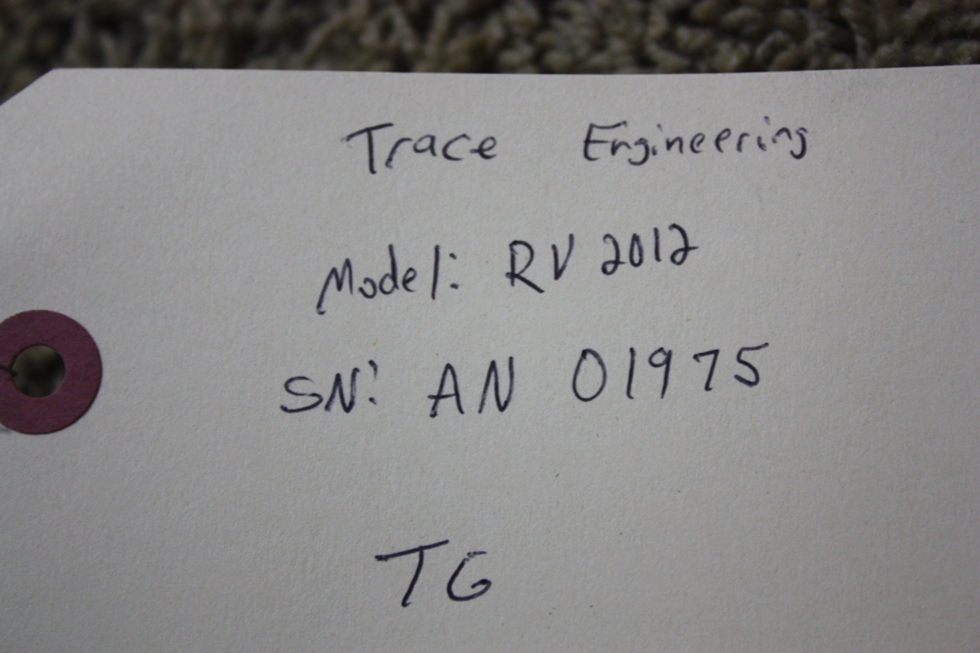 Trace Engineering
Model: RV 2012
SN: AN 01975
TG